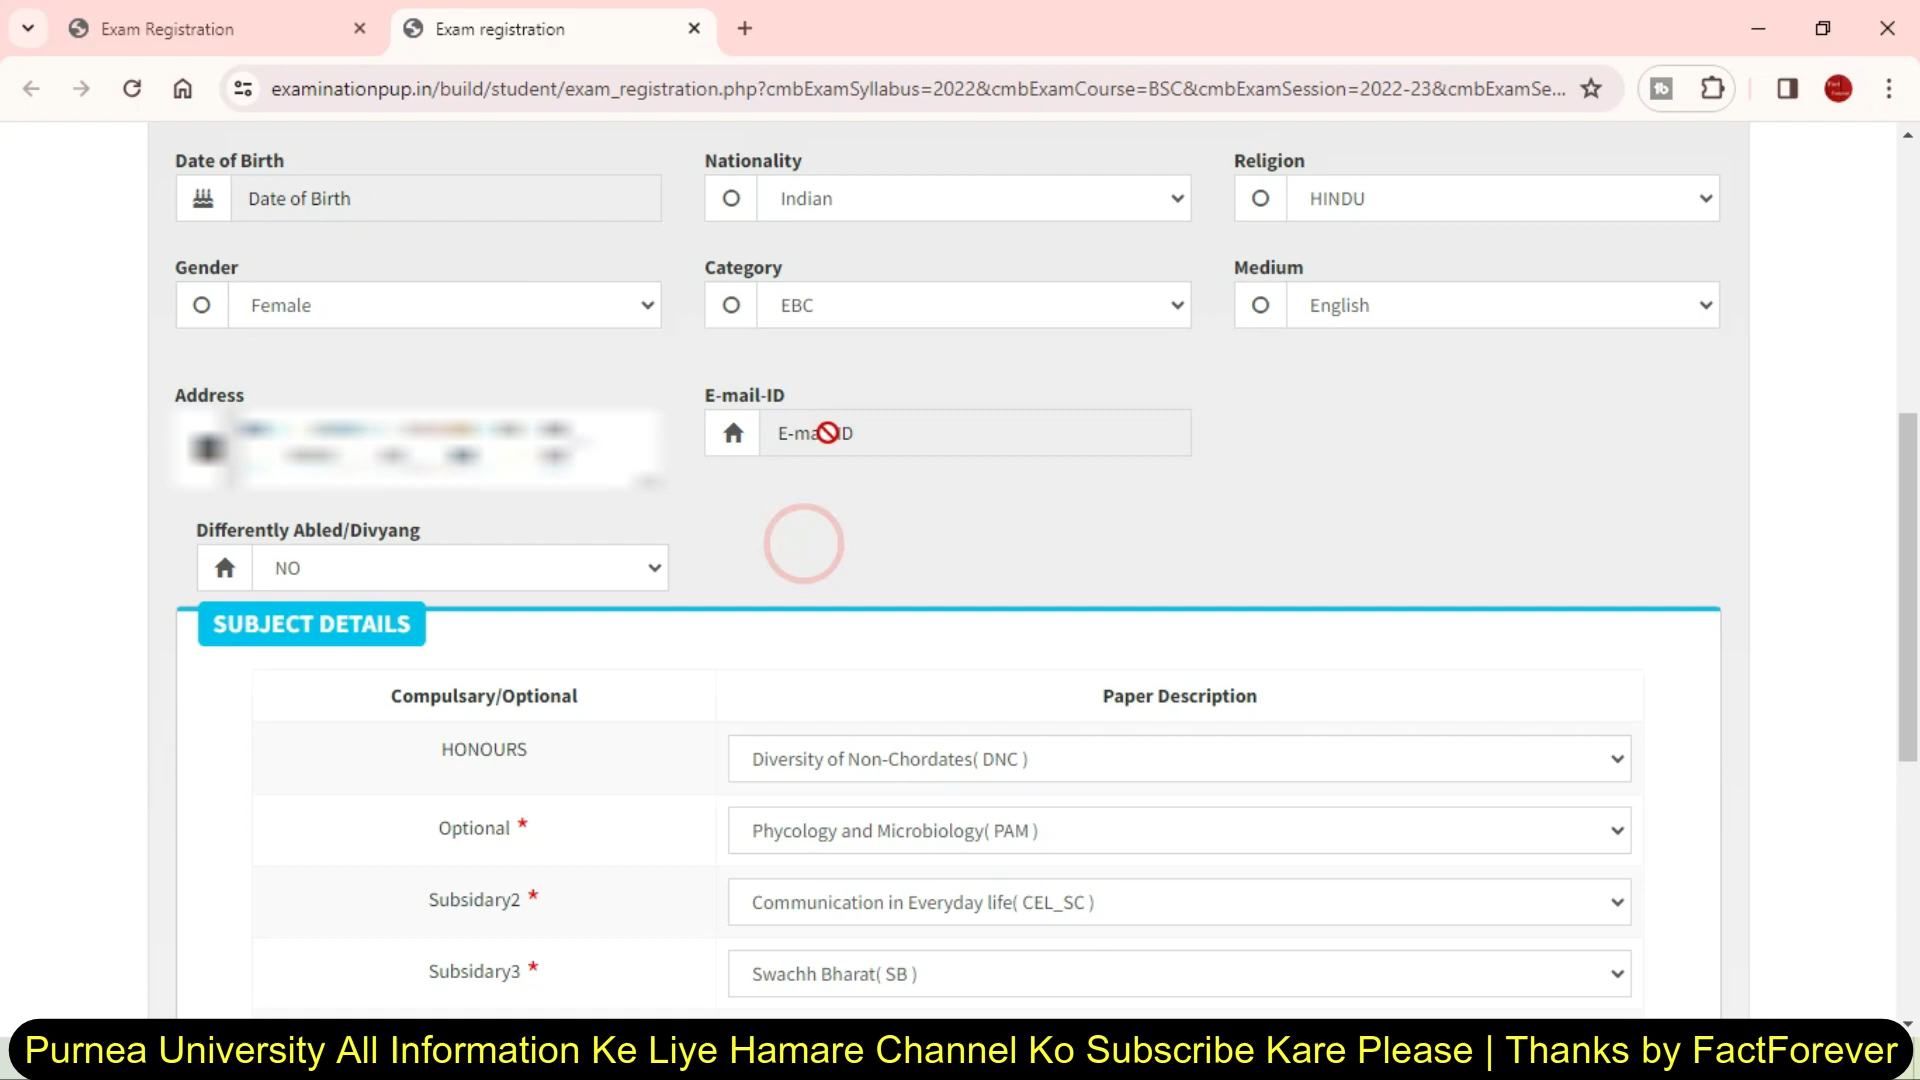 Exam Registration
Exam registration
examinationpup.in/build/student/exam_registration.php?cmbExamSyllabus=2022&cmbExamCourse=BSC&cmbExamSession=2022-23&cmbExamSe...
Date of Birth Nationality Religion
Date of Birth Indian HINDU
Gender Category Medium
Female EBC English
Address E-mail-ID
Differently Abled/Divyang
NO
SUBJECT DETAILS
Compulsary/Optional Paper Description
HONOURS Diversity of Non-Chordates( DNC )
Optional * Phycology and Microbiology( PAM )
Subsidary2 * Communication in Everyday life( CEL_SC )
Subsidary3 * Swachh Bharat( SB )
Purnea University All Information Ke Liye Hamare Channel Ko Subscribe Kare Please | Thanks by FactForever